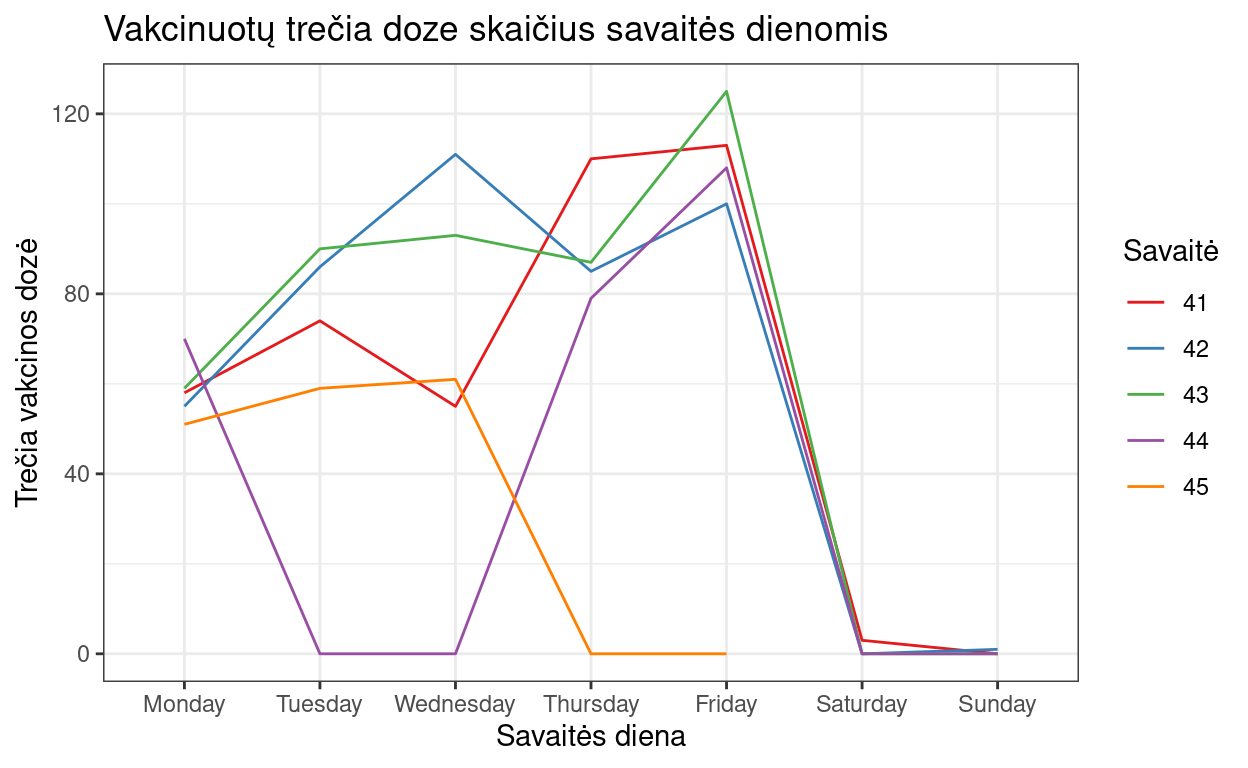 Vakcinuotų trečia doze skaičius savaitės dienomis
Trečia vakcinos dozė
120
80
40
0
Monday Tuesday Wednesday Thursday Friday Saturday Sunday
Savaitės diena
Savaitė
41
42
43
44
45